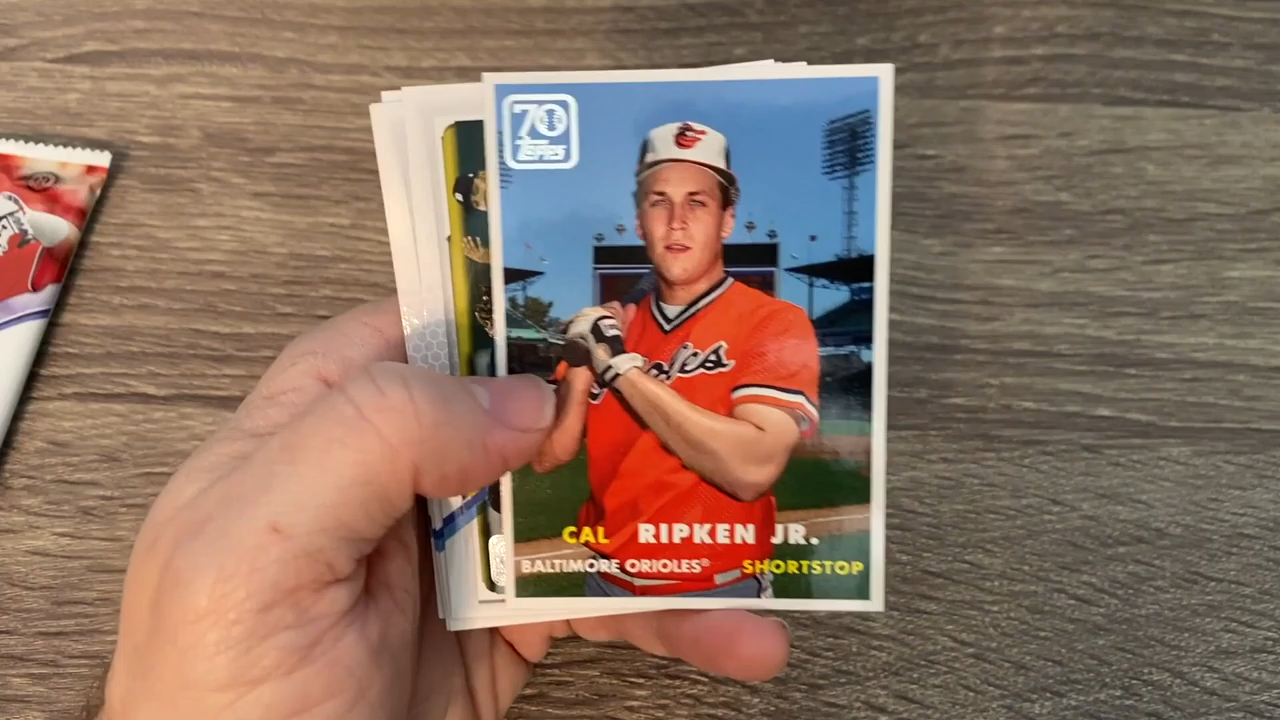 70
TOPPS
Orioles
CAL RIPKEN JR.
BALTIMORE ORIOLES® SHORTSTOP